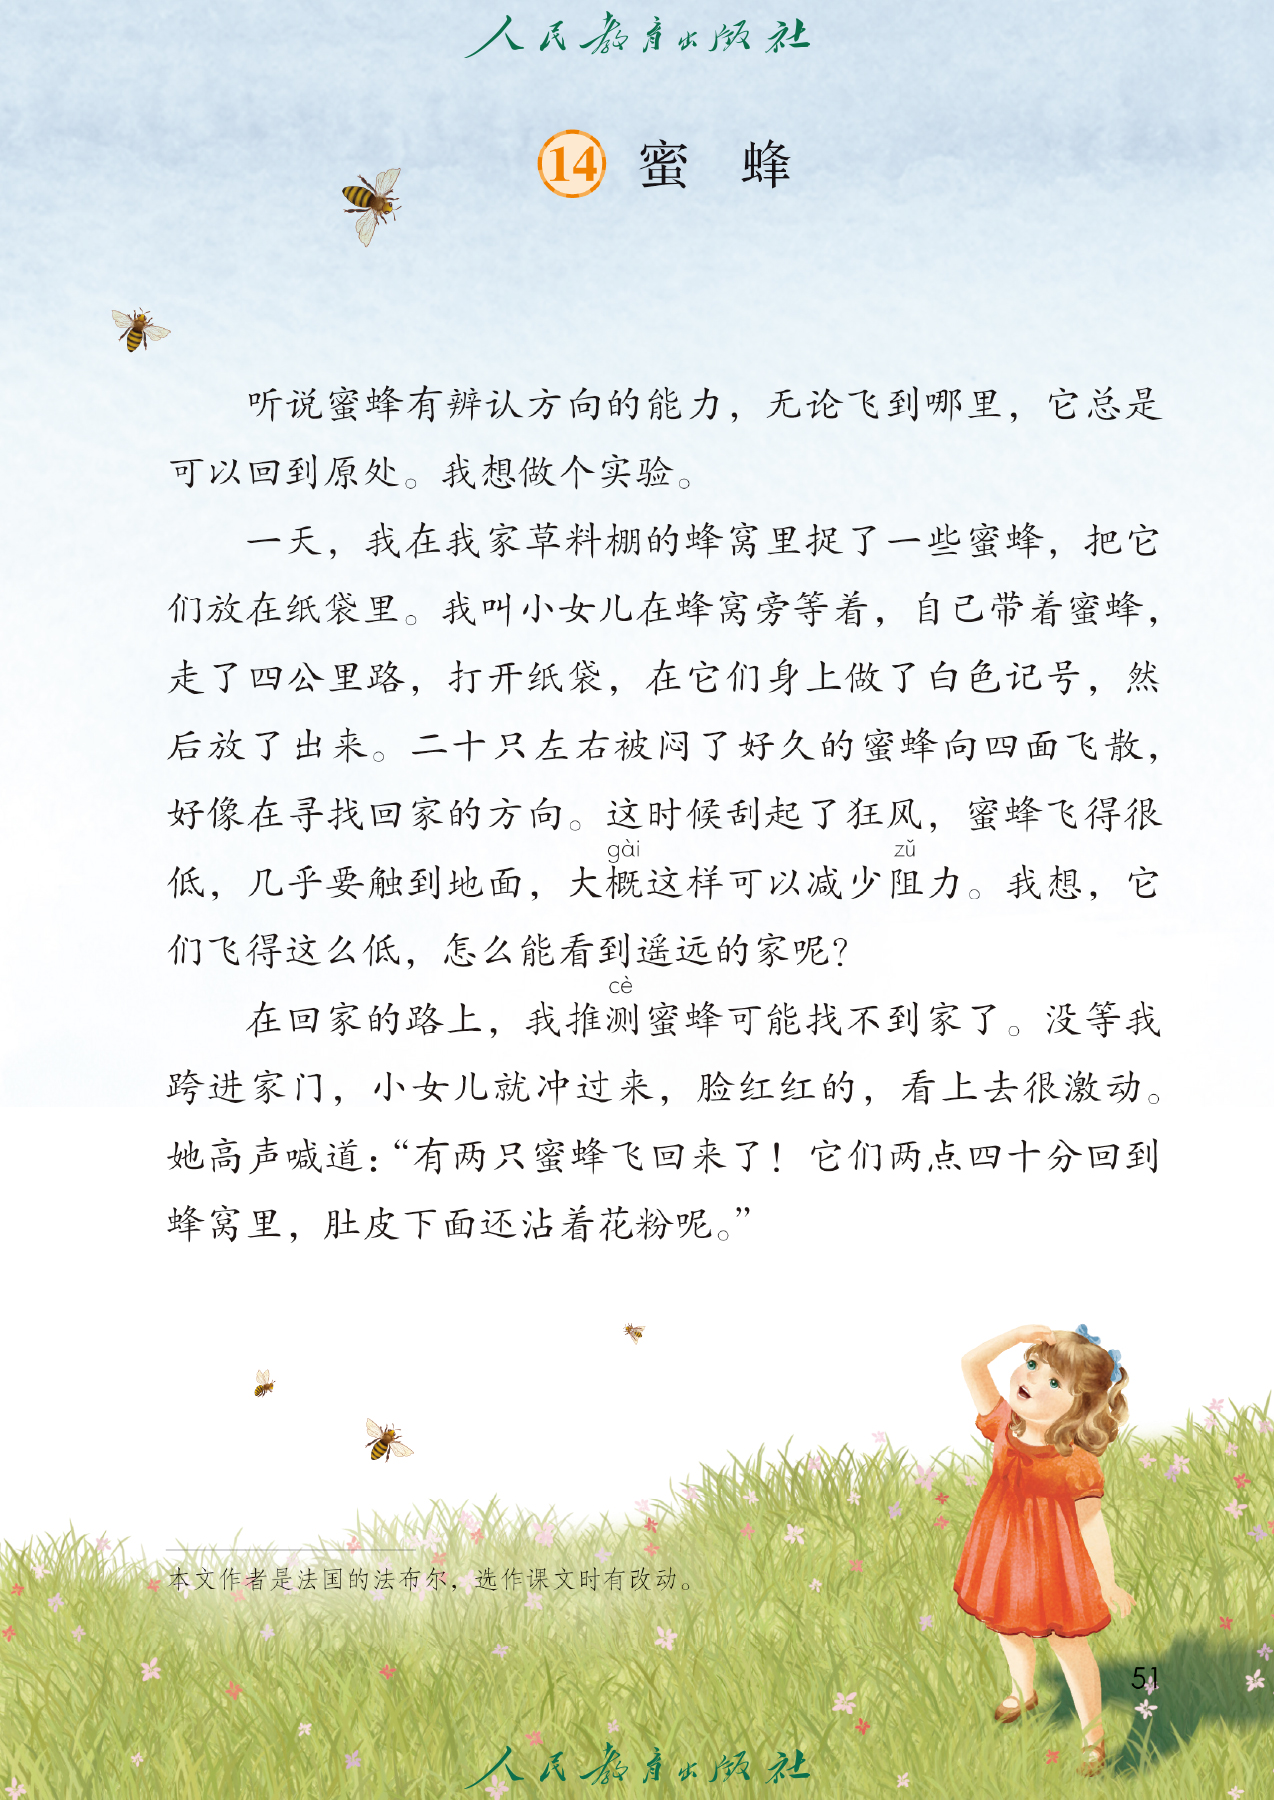 人民教育出版社
14 蜜 蜂
听说蜜蜂有辨认方向的能力，无论飞到哪里，它总是
可以回到原处。我想做个实验。
一天，我在我家草料棚的蜂窝里捉了一些蜜蜂，把它
们放在纸袋里。我叫小女儿在蜂窝旁等着，自己带着蜜蜂，
走了四公里路，打开纸袋，在它们身上做了白色记号，然
后放了出来。二十只左右被闷了好久的蜜蜂向四面飞散，
好像在寻找回家的方向。这时候刮起了狂风，蜜蜂飞得很
gài zǔ
低，几乎要触到地面，大概这样可以减少阻力。我想，它
们飞得这么低，怎么能看到遥远的家呢？
cè
在回家的路上，我推测蜜蜂可能找不到家了。没等我
跨进家门，小女儿就冲过来，脸红红的，看上去很激动。
她高声喊道：“有两只蜜蜂飞回来了！它们两点四十分回到
蜂窝里，肚皮下面还沾着花粉呢。”
本文作者是法国的法布尔，选作课文时有改动。
51
人民教育出版社